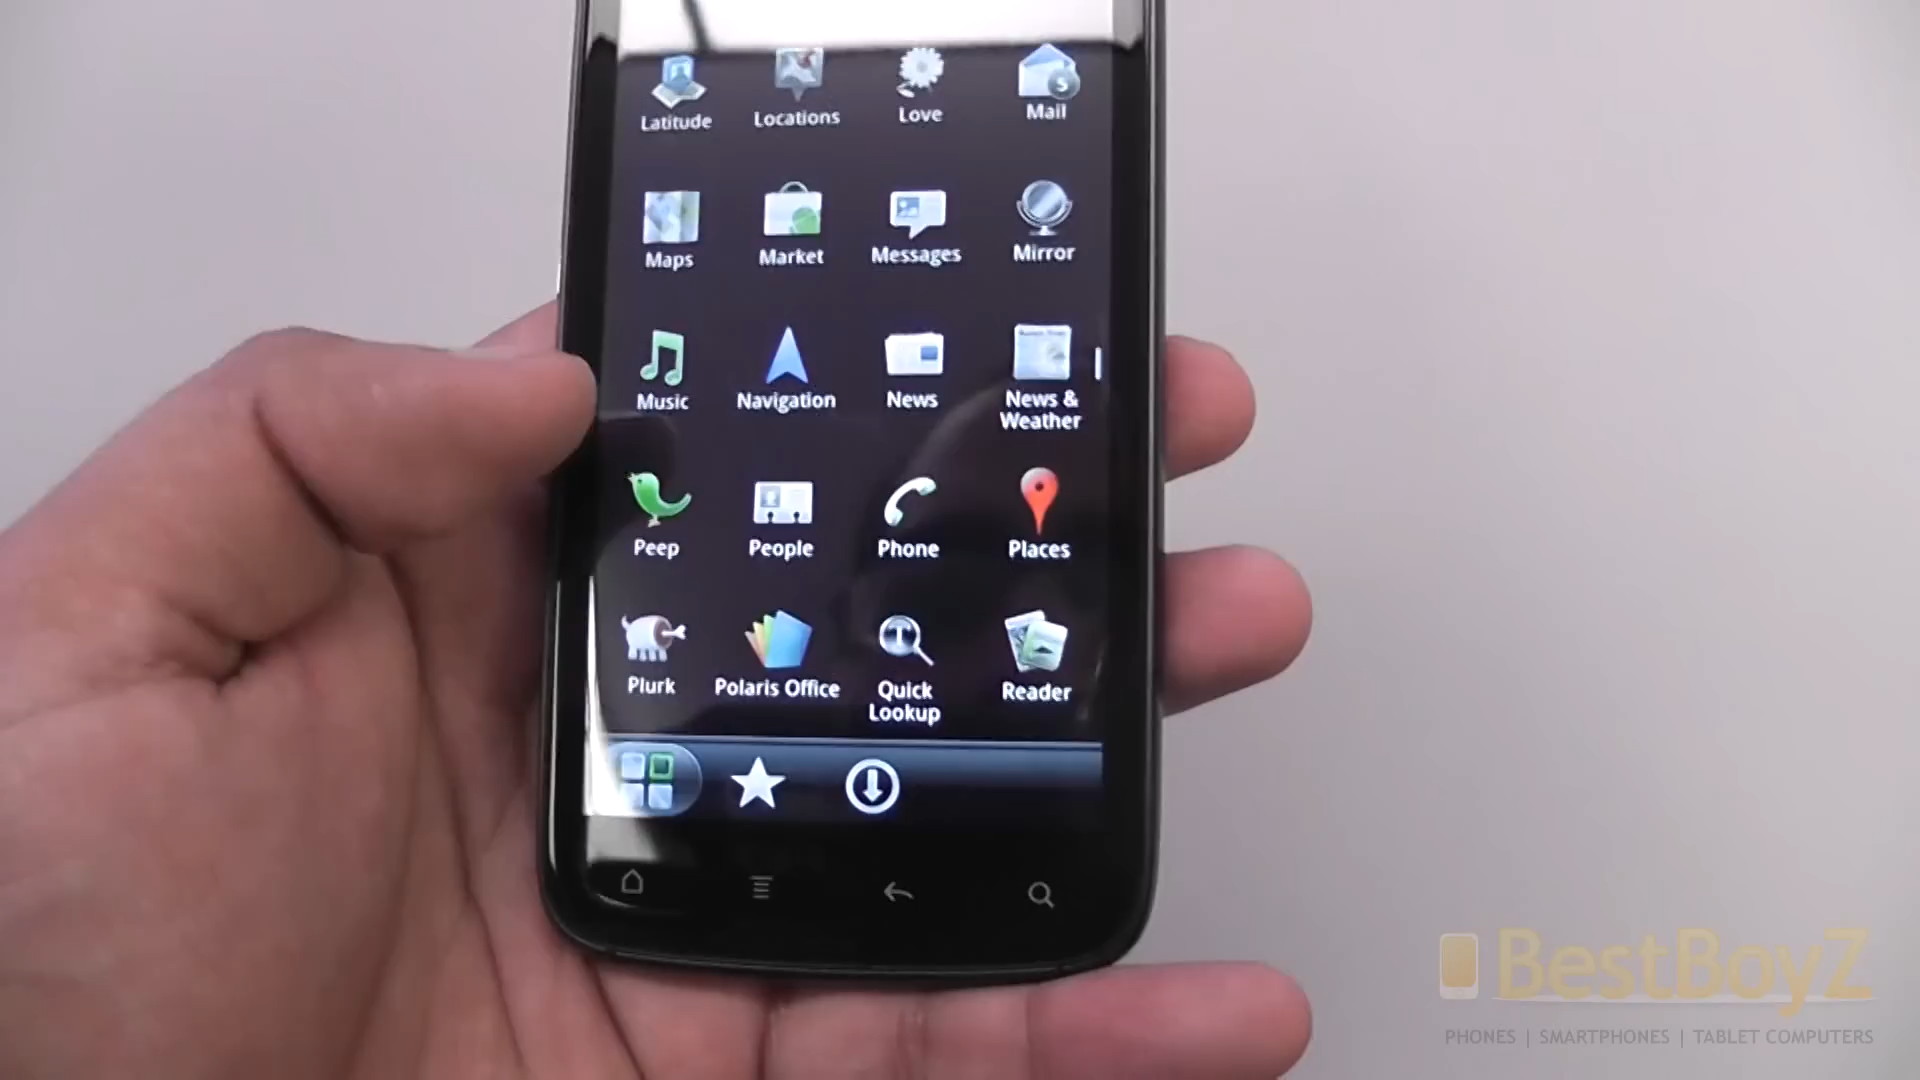 Latitude Locations Love Mail
Maps Market Messages Mirror
Music Navigation News News &
Weather
Peep People Phone Places
Plurk Polaris Office Quick Reader
Lookup
BestBoyZ
PHONES | SMARTPHONES | TABLET COMPUTERS